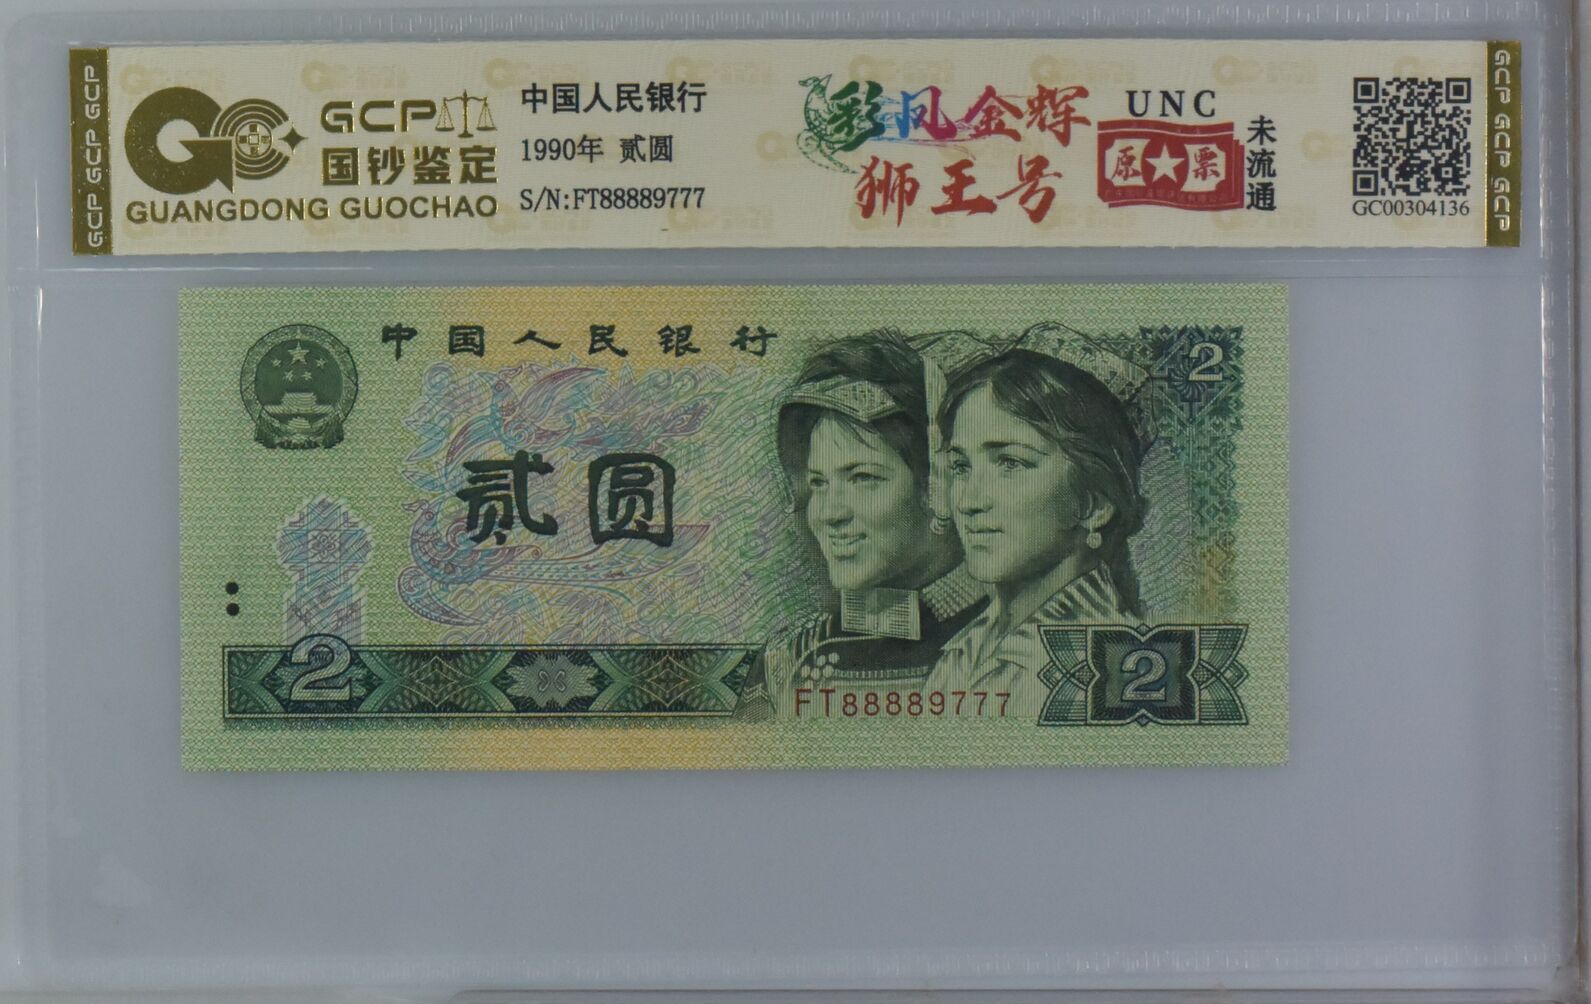 GCP GCP GCP
GCP
国钞鉴定
GUANGDONG GUOCHAO
中国人民银行
1990年 贰圆
S/N:FT88889777
彩凤金辉
狮王号
UNC
原★票
未流通
GC00304136
GCP GCP GCP
中国人民银行
2
贰圆
2
FT88889777
2